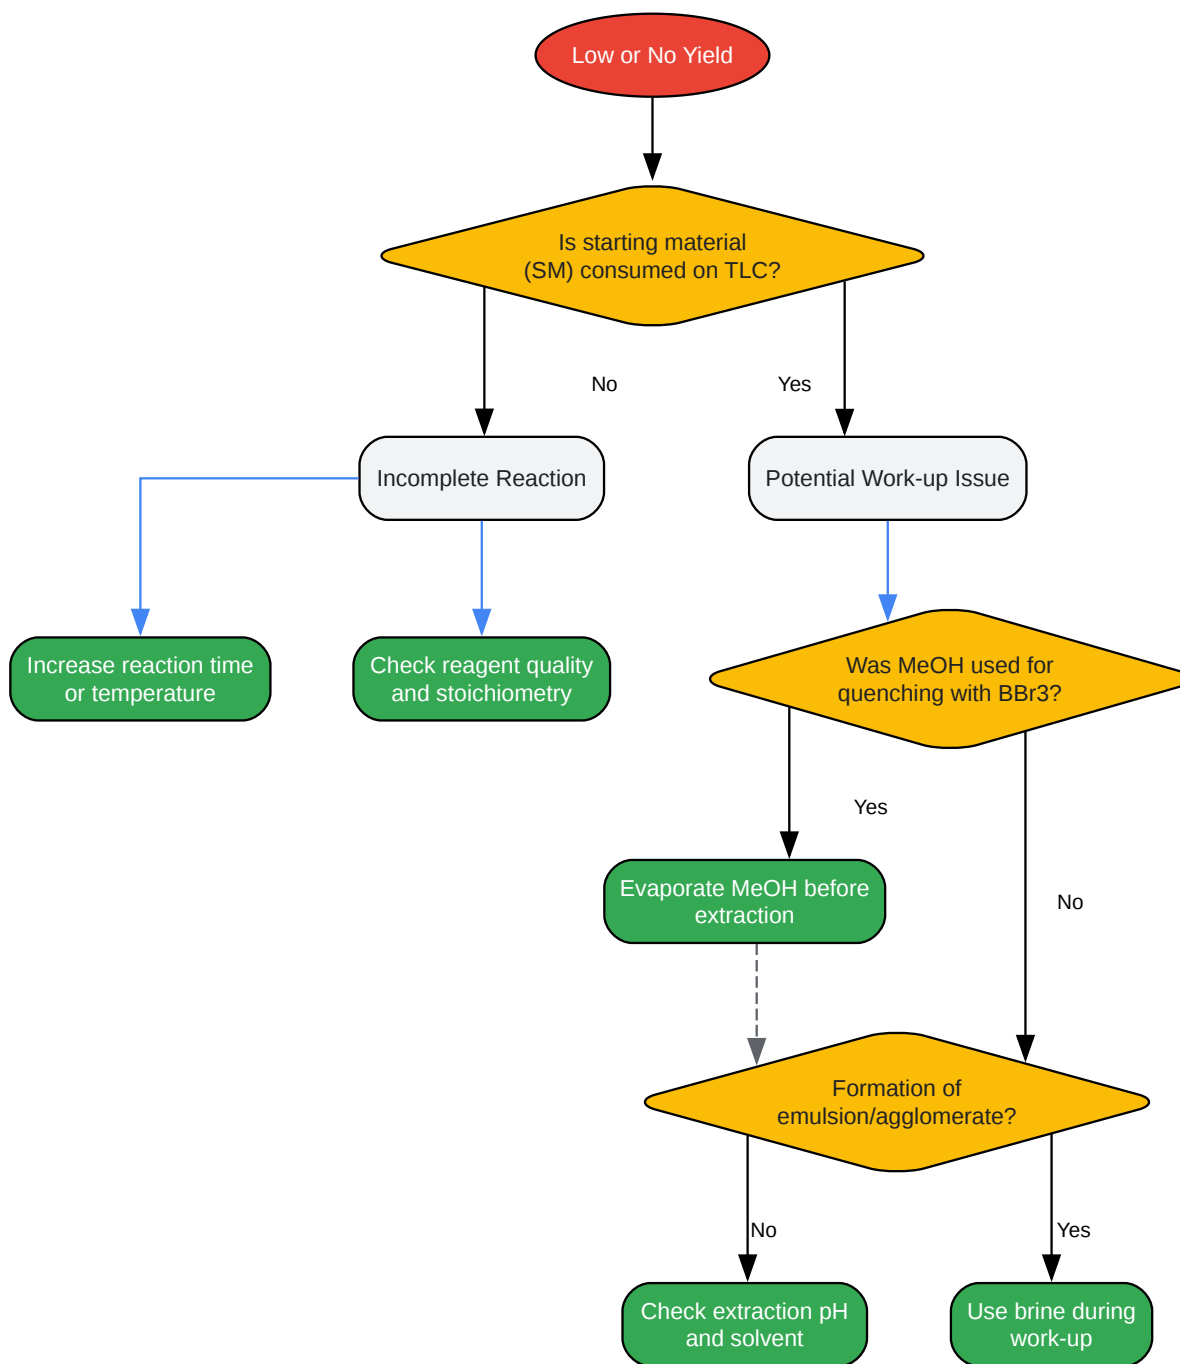 Low or No Yield
Is starting material
(SM) consumed on TLC?
No
Yes
Incomplete Reaction
Potential Work-up Issue
Increase reaction time
or temperature
Check reagent quality
and stoichiometry
Was MeOH used for
quenching with BBr3?
Yes
Evaporate MeOH before
extraction
No
Formation of
emulsion/agglomerate?
No
Yes
Check extraction pH
and solvent
Use brine during
work-up